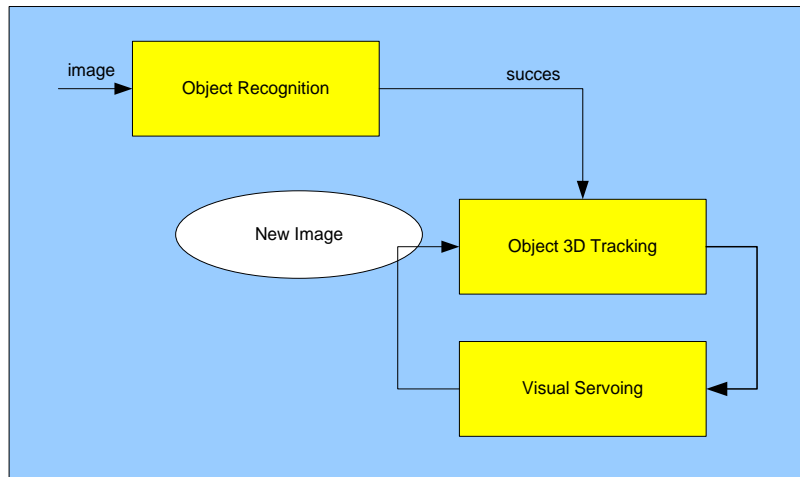 image
Object Recognition
succes
New Image
Object 3D Tracking
Visual Servoing